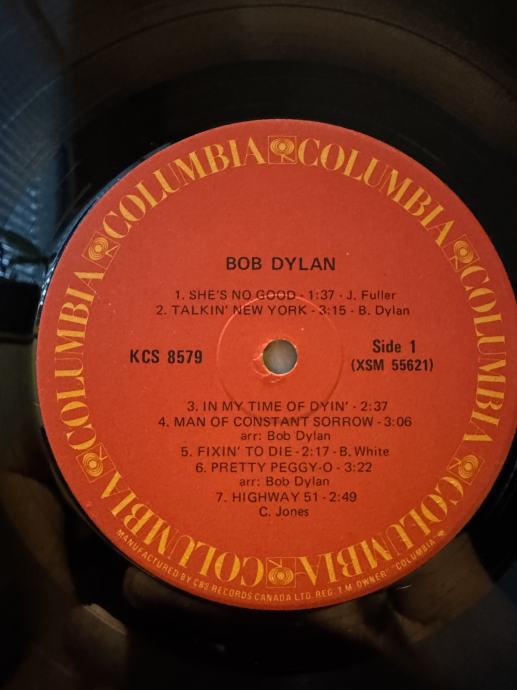 COLUMBIA COLUMBIA COLUMBIA COLUMBIA COLUMBIA COLUMBIA COLUMBIA
BOB DYLAN
1. SHE'S NO GOOD - 1:37 - J. Fuller
2. TALKIN' NEW YORK - 3:15 - B. Dylan
KCS 8579
Side 1
(XSM 55621)
3. IN MY TIME OF DYIN' - 2:37
4. MAN OF CONSTANT SORROW - 3:06
arr: Bob Dylan
5. FIXIN' TO DIE - 2:17 - B. White
6. PRETTY PEGGY-O - 3:22
arr: Bob Dylan
7. HIGHWAY 51 - 2:49
C. Jones
MANUFACTURED BY CBS RECORDS CANADA LTD. REG. T.M. OWNER "COLUMBIA"